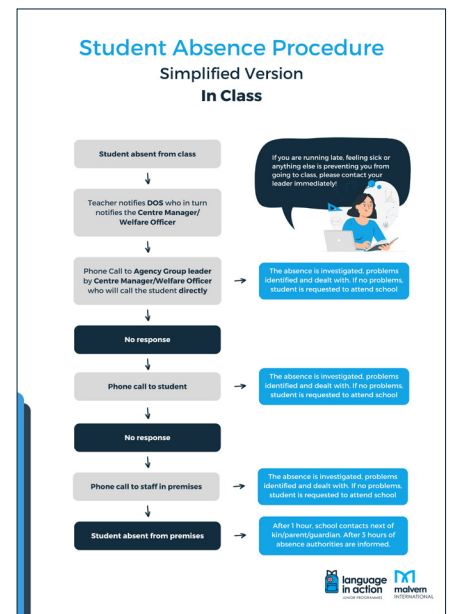 Student Absence Procedure
Simplified Version
In Class
Student absent from class
If you are running late, feeling sick or
anything else is preventing you from
going to class, please contact your
leader immediately!
Teacher notifies DOS who in turn
notifies the Centre Manager/
Welfare Officer
Phone Call to Agency Group leader
by Centre Manager/Welfare Officer
who will call the student directly
The absence is investigated, problems
identified and dealt with. If no problems,
student is requested to attend school
No response
Phone call to student
The absence is investigated, problems
identified and dealt with. If no problems,
student is requested to attend school
No response
Phone call to staff in premises
The absence is investigated, problems
identified and dealt with. If no problems,
student is requested to attend school
Student absent from premises
After 1 hour, school contacts next of
kin/parent/guardian. After 3 hours of
absence authorities are informed.
language
in action
JUNIOR PROGRAMMES
malvern
INTERNATIONAL